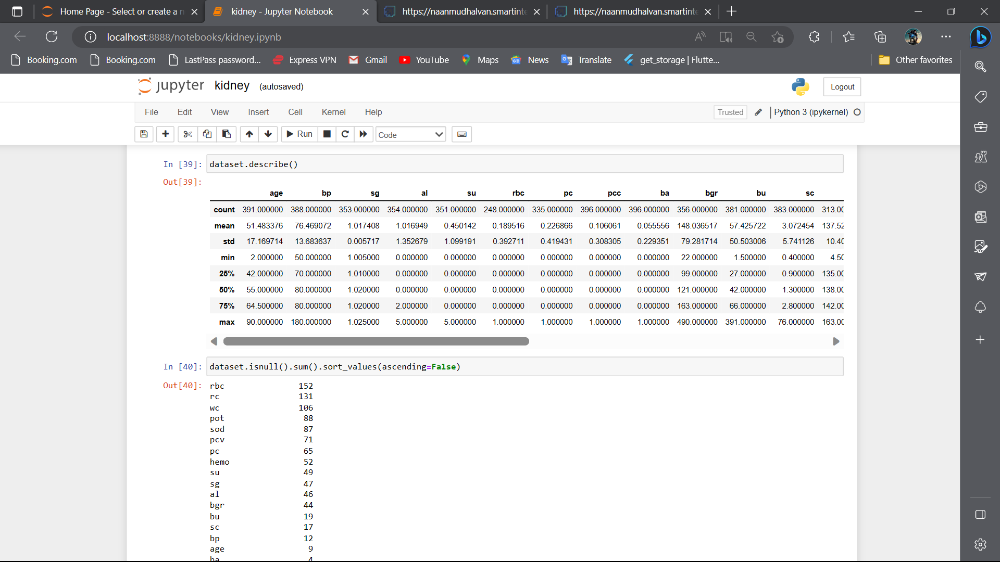 Home Page - Select or create a n
kidney - Jupyter Notebook
https://naanmudhalvan.smartinte
https://naanmudhalvan.smartinte
localhost:8888/notebooks/kidney.ipynb
Booking.com Booking.com LastPass password... Express VPN Gmail YouTube Maps News Translate get_storage | Flutte... Other favorites
jupyter kidney (autosaved) Logout
File Edit View Insert Cell Kernel Help Trusted Python 3 (ipykernel)
Run Code
In [39]: dataset.describe()
Out[39]:
age bp sg al su rbc pc pcc ba bgr bu sc
count 391.000000 388.000000 353.000000 354.000000 351.000000 248.000000 335.000000 396.000000 396.000000 356.000000 381.000000 383.000000 313.00
mean 51.483376 76.469072 1.017408 1.016949 0.450142 0.189516 0.226866 0.106061 0.055556 148.036517 57.425722 3.072454 137.52
std 17.169714 13.683637 0.005717 1.352679 1.099191 0.392711 0.419431 0.308305 0.229351 79.281714 50.503006 5.741126 10.40
min 2.000000 50.000000 1.005000 0.000000 0.000000 0.000000 0.000000 0.000000 0.000000 22.000000 1.500000 0.400000 4.50
25% 42.000000 70.000000 1.010000 0.000000 0.000000 0.000000 0.000000 0.000000 0.000000 99.000000 27.000000 0.900000 135.00
50% 55.000000 80.000000 1.020000 0.000000 0.000000 0.000000 0.000000 0.000000 0.000000 121.000000 42.000000 1.300000 138.00
75% 64.500000 80.000000 1.020000 2.000000 0.000000 0.000000 0.000000 0.000000 0.000000 163.000000 66.000000 2.800000 142.00
max 90.000000 180.000000 1.025000 5.000000 5.000000 1.000000 1.000000 1.000000 1.000000 490.000000 391.000000 76.000000 163.00
In [40]: dataset.isnull().sum().sort_values(ascending=False)
Out[40]: rbc 152
rc 131
wc 106
pot 88
sod 87
pcv 71
pc 65
hemo 52
su 49
sg 47
al 46
bgr 44
bu 19
sc 17
bp 12
age 9
ba 4